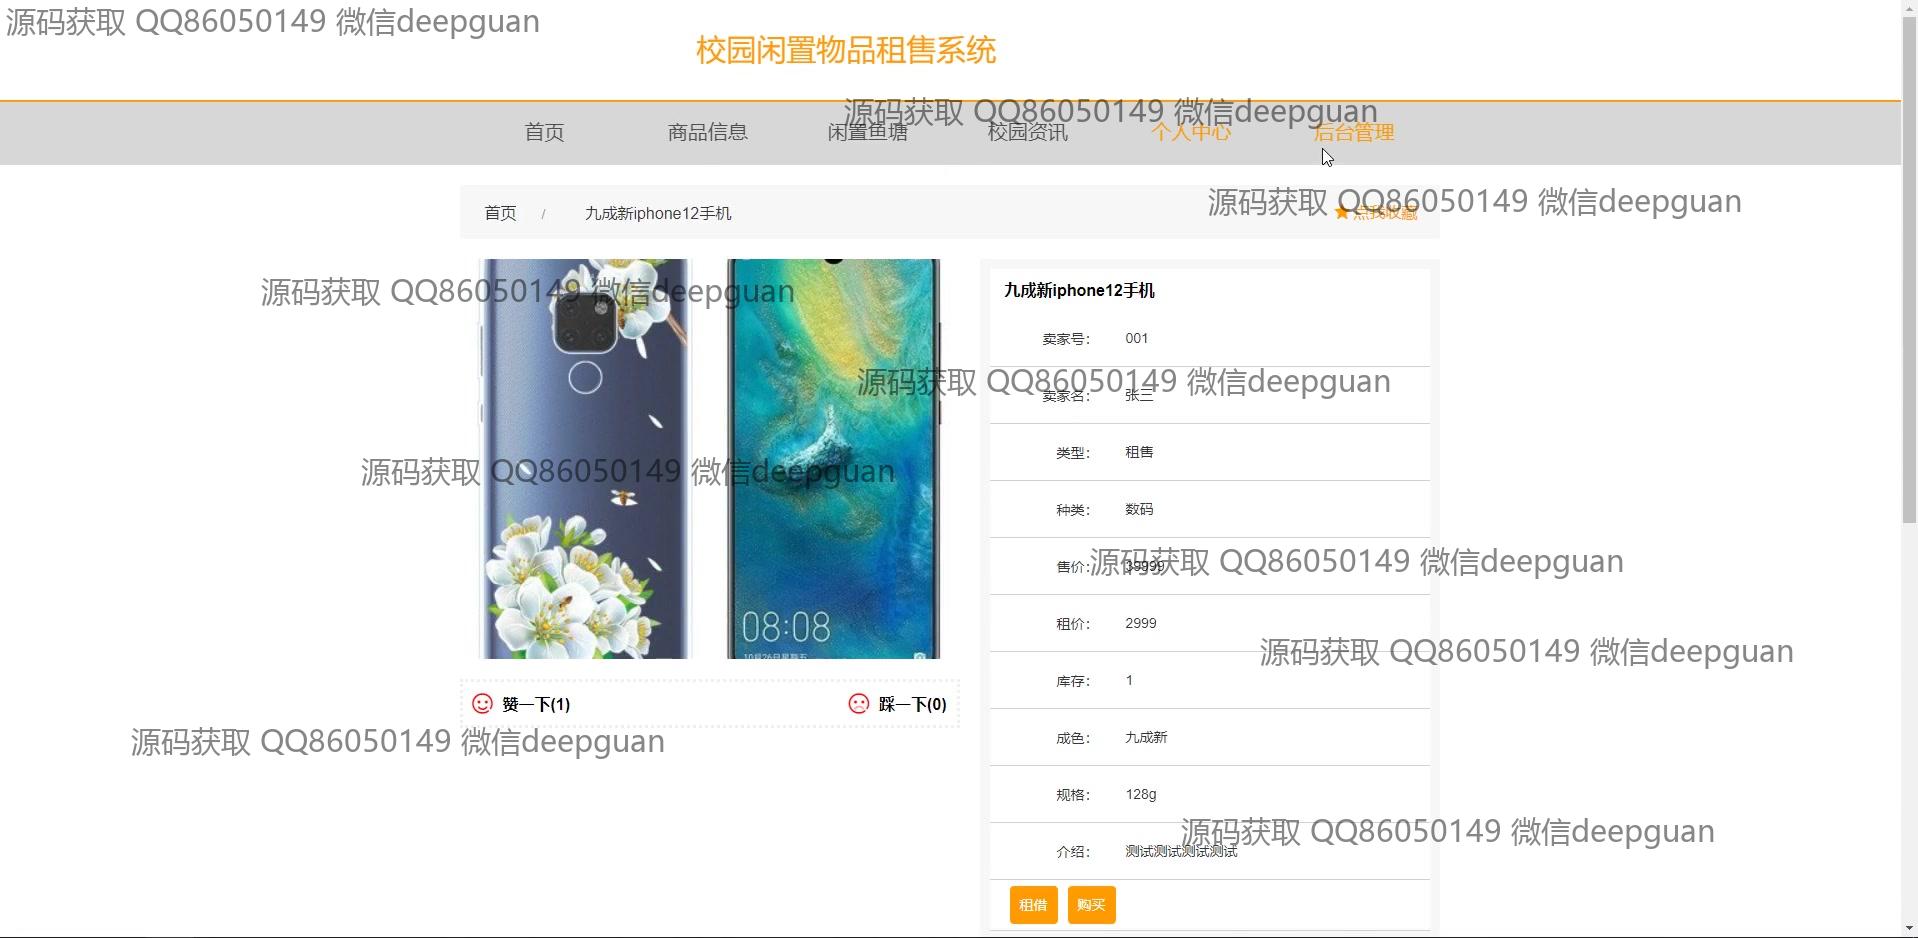 源码获取 QQ86050149 微信deepguan
校园闲置物品租售系统
源码获取 QQ86050149 微信deepguan
首页 商品信息 闲置鱼塘 校园资讯 个人中心 后台管理
源码获取 QQ86050149 微信deepguan
首页 / 九成新iphone12手机 点我收藏
源码获取 QQ86050149 微信deepguan
九成新iphone12手机
卖家号： 001
源码获取 QQ86050149 微信deepguan
卖家名： 张三
类型： 租售
源码获取 QQ86050149 微信deepguan
种类： 数码
源码获取 QQ86050149 微信deepguan
售价： 39999
租价： 2999
08:08
10月26日星期五
源码获取 QQ86050149 微信deepguan
库存： 1
赞一下(1) 踩一下(0)
成色： 九成新
源码获取 QQ86050149 微信deepguan
规格： 128g
源码获取 QQ86050149 微信deepguan
介绍： 测试测试测试测试
租借 购买